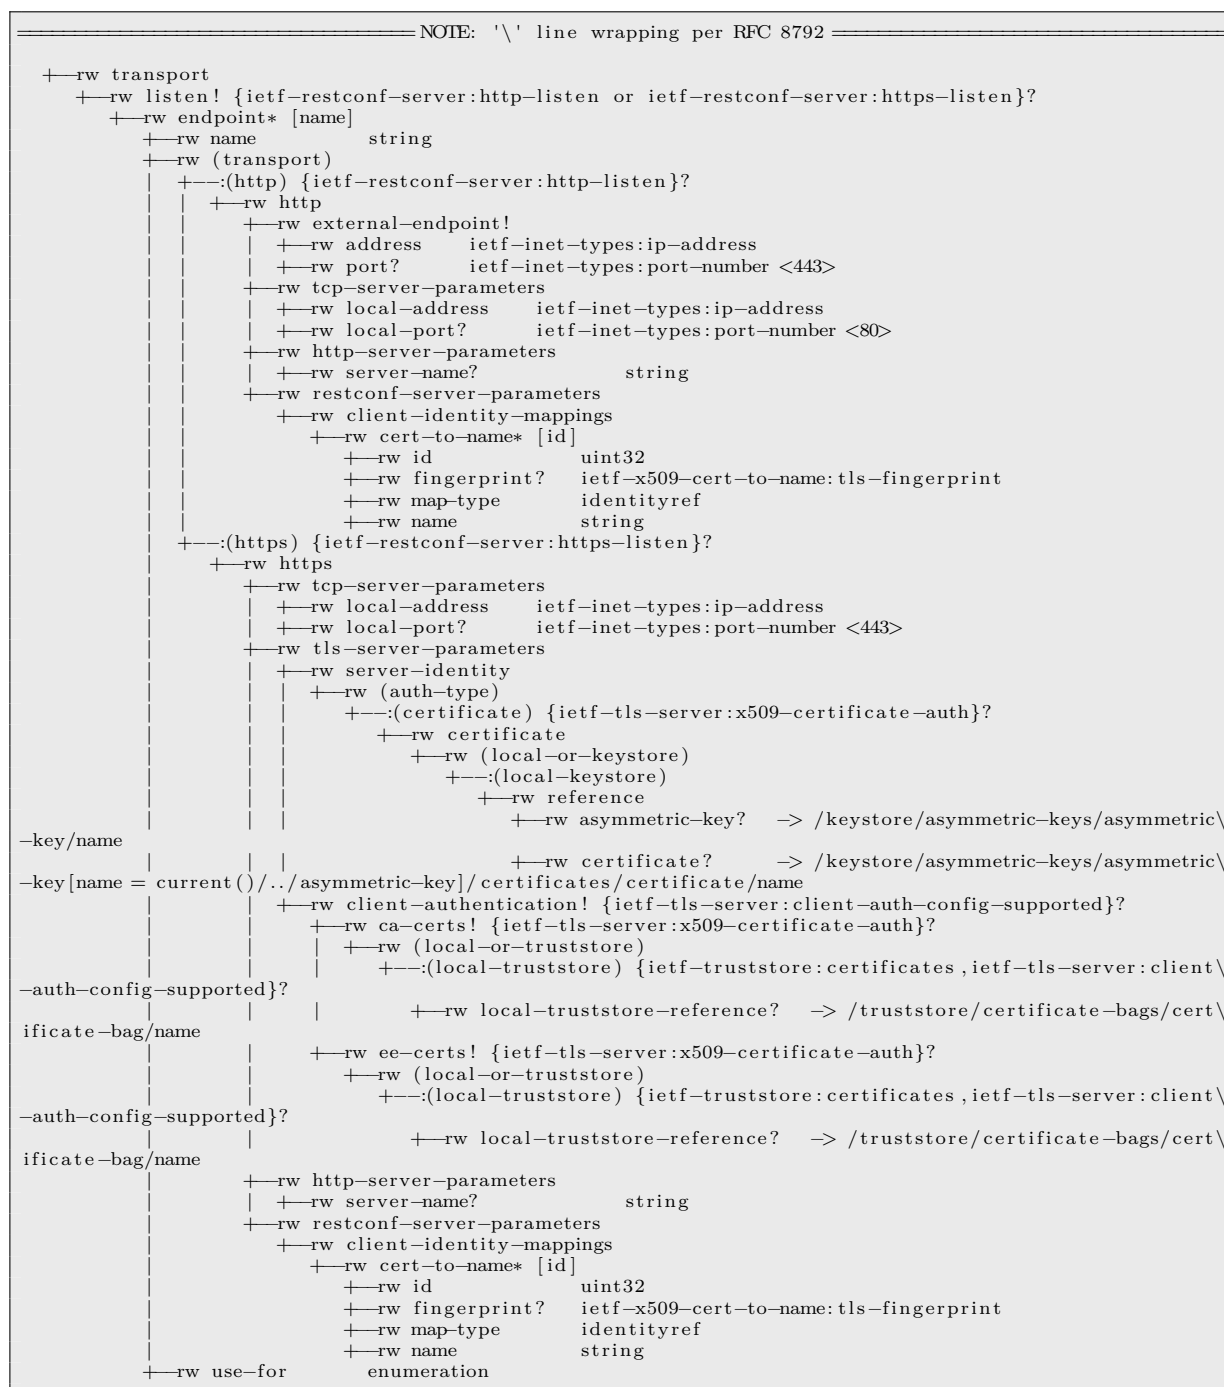 ================================== NOTE: '\' line wrapping per RFC 8792 ==================================
  +--rw transport
     +--rw listen! {ietf-restconf-server:http-listen or ietf-restconf-server:https-listen}?
        +--rw endpoint* [name]
           +--rw name          string
           +--rw (transport)
           |  +--:(http) {ietf-restconf-server:http-listen}?
           |  |  +--rw http
           |  |     +--rw external-endpoint!
           |  |     |  +--rw address    ietf-inet-types:ip-address
           |  |     |  +--rw port?      ietf-inet-types:port-number <443>
           |  |     +--rw tcp-server-parameters
           |  |     |  +--rw local-address    ietf-inet-types:ip-address
           |  |     |  +--rw local-port?      ietf-inet-types:port-number <80>
           |  |     +--rw http-server-parameters
           |  |     |  +--rw server-name?             string
           |  |     +--rw restconf-server-parameters
           |  |        +--rw client-identity-mappings
           |  |           +--rw cert-to-name* [id]
           |  |              +--rw id             uint32
           |  |              +--rw fingerprint?   ietf-x509-cert-to-name:tls-fingerprint
           |  |              +--rw map-type       identityref
           |  |              +--rw name           string
           |  +--:(https) {ietf-restconf-server:https-listen}?
           |     +--rw https
           |        +--rw tcp-server-parameters
           |        |  +--rw local-address    ietf-inet-types:ip-address
           |        |  +--rw local-port?      ietf-inet-types:port-number <443>
           |        +--rw tls-server-parameters
           |        |  +--rw server-identity
           |        |  |  +--rw (auth-type)
           |        |  |     +--:(certificate) {ietf-tls-server:x509-certificate-auth}?
           |        |  |        +--rw certificate
           |        |  |           +--rw (local-or-keystore)
           |        |  |              +--:(local-keystore)
           |        |  |                 +--rw reference
           |        |  |                    +--rw asymmetric-key?   -> /keystore/asymmetric-keys/asymmetric\
-key/name
           |        |  |                    +--rw certificate?      -> /keystore/asymmetric-keys/asymmetric\
-key[name = current()/../asymmetric-key]/certificates/certificate/name
           |        |  +--rw client-authentication! {ietf-tls-server:client-auth-config-supported}?
           |        |     +--rw ca-certs! {ietf-tls-server:x509-certificate-auth}?
           |        |     |  +--rw (local-or-truststore)
           |        |     |     +--:(local-truststore) {ietf-truststore:certificates,ietf-tls-server:client\
-auth-config-supported}?
           |        |     |        +--rw local-truststore-reference?   -> /truststore/certificate-bags/cert\
ificate-bag/name
           |        |     +--rw ee-certs! {ietf-tls-server:x509-certificate-auth}?
           |        |        +--rw (local-or-truststore)
           |        |           +--:(local-truststore) {ietf-truststore:certificates,ietf-tls-server:client\
-auth-config-supported}?
           |        |              +--rw local-truststore-reference?   -> /truststore/certificate-bags/cert\
ificate-bag/name
           |        +--rw http-server-parameters
           |        |  +--rw server-name?             string
           |        +--rw restconf-server-parameters
           |           +--rw client-identity-mappings
           |              +--rw cert-to-name* [id]
           |                 +--rw id             uint32
           |                 +--rw fingerprint?   ietf-x509-cert-to-name:tls-fingerprint
           |                 +--rw map-type       identityref
           |                 +--rw name           string
           +--rw use-for       enumeration